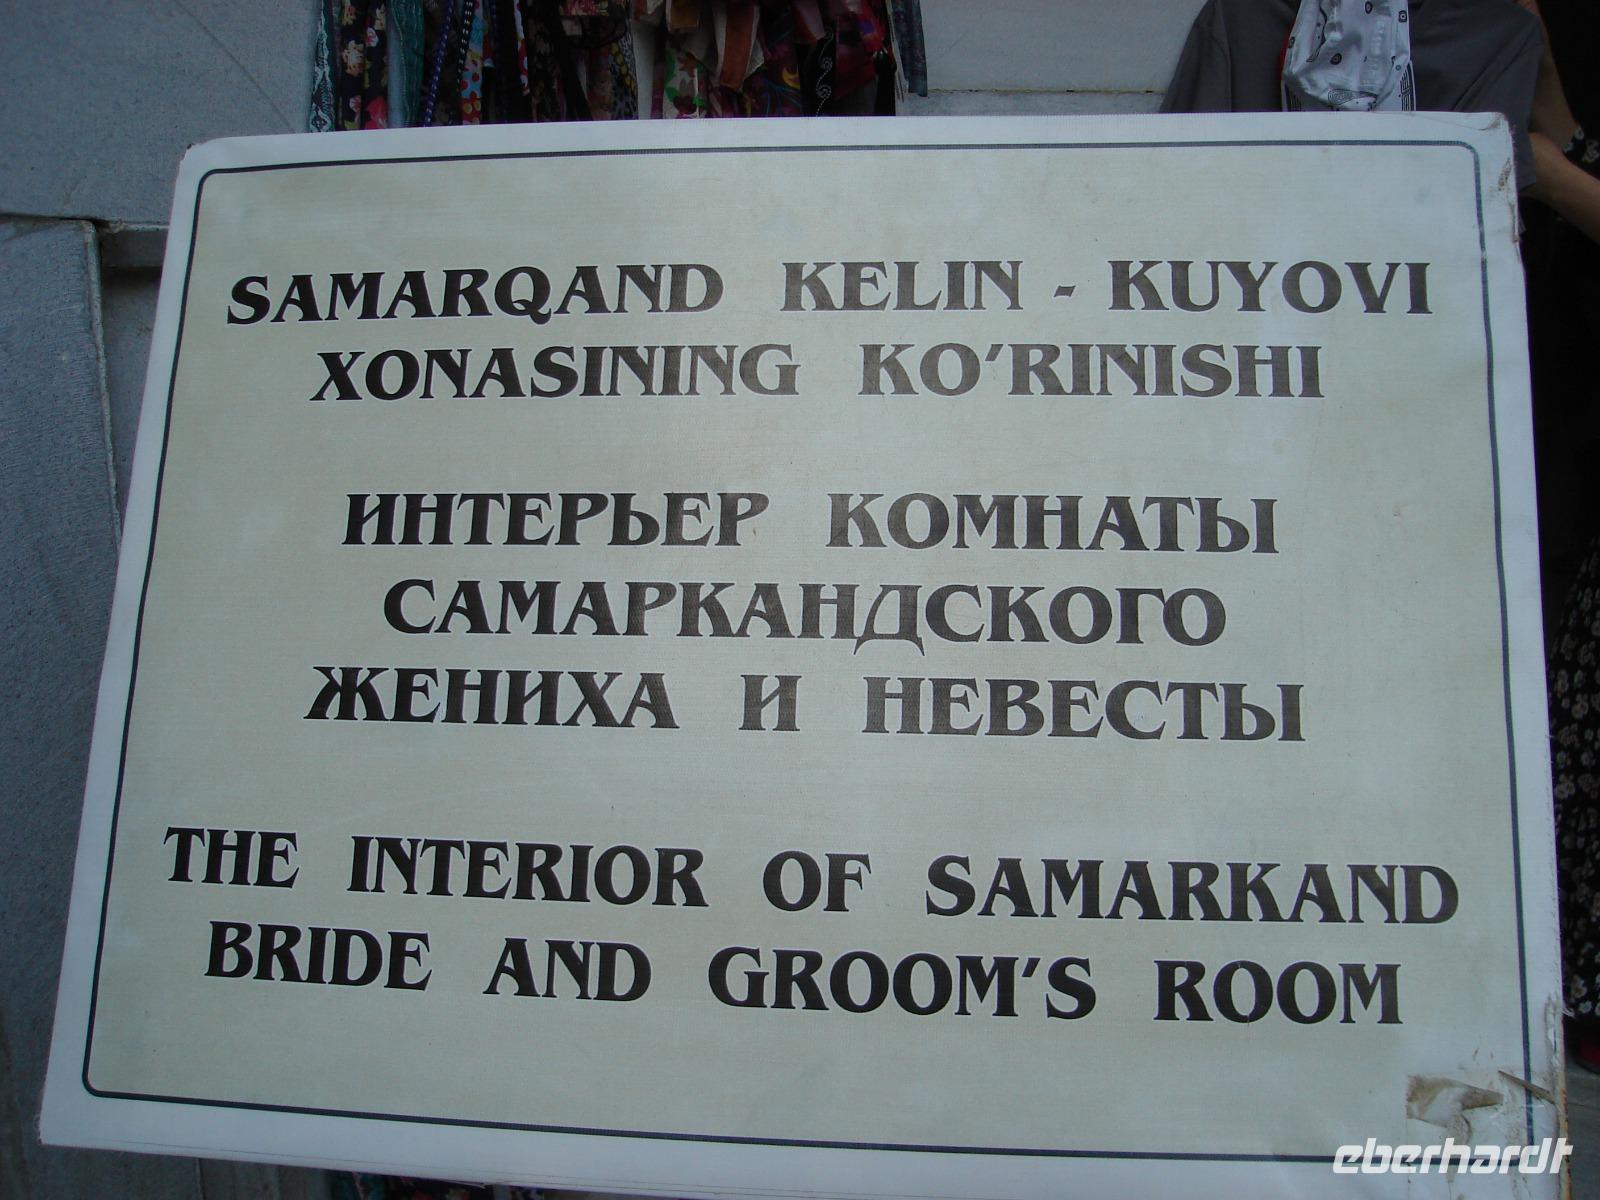 SAMARQAND KELIN - KUYOVI
XONASINING KO'RINISHI
ИНТЕРЬЕР КОМНАТЫ
САМАРКАНДСКОГО
ЖЕНИХА И НЕВЕСТЫ
THE INTERIOR OF SAMARKAND
BRIDE AND GROOM'S ROOM
eberhardt